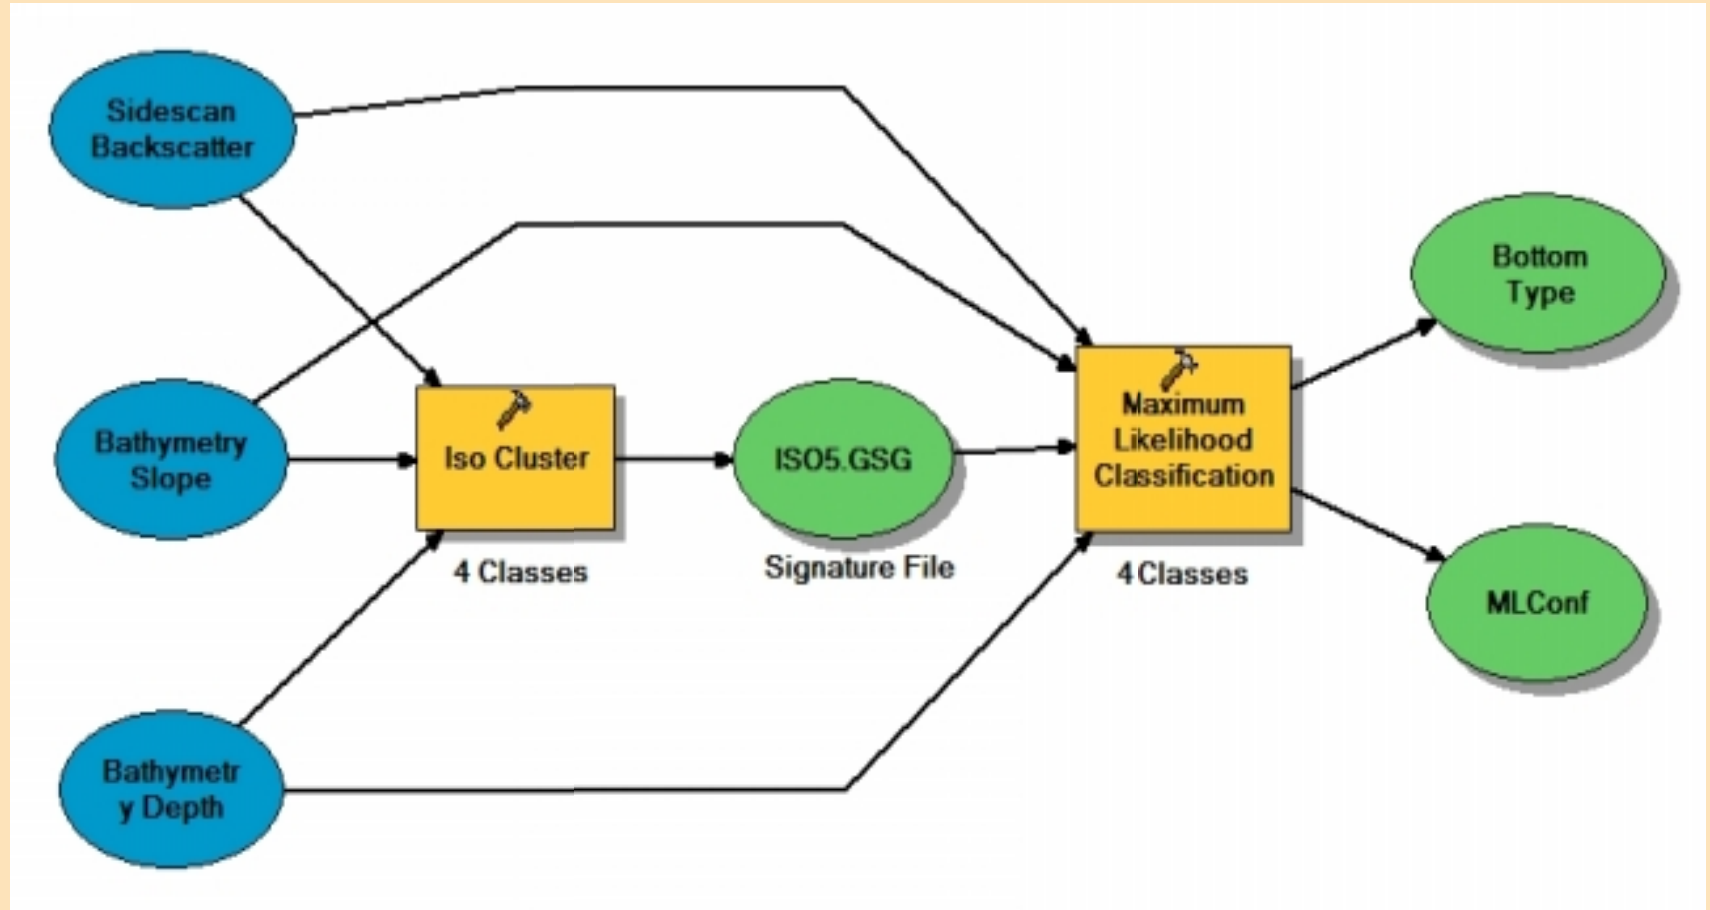 Sidescan
Backscatter
Bathymetry
Slope
Bathymetr
y Depth
Iso Cluster
4 Classes
ISO5.GSG
Signature File
Maximum
Likelihood
Classification
4 Classes
Bottom
Type
MLConf